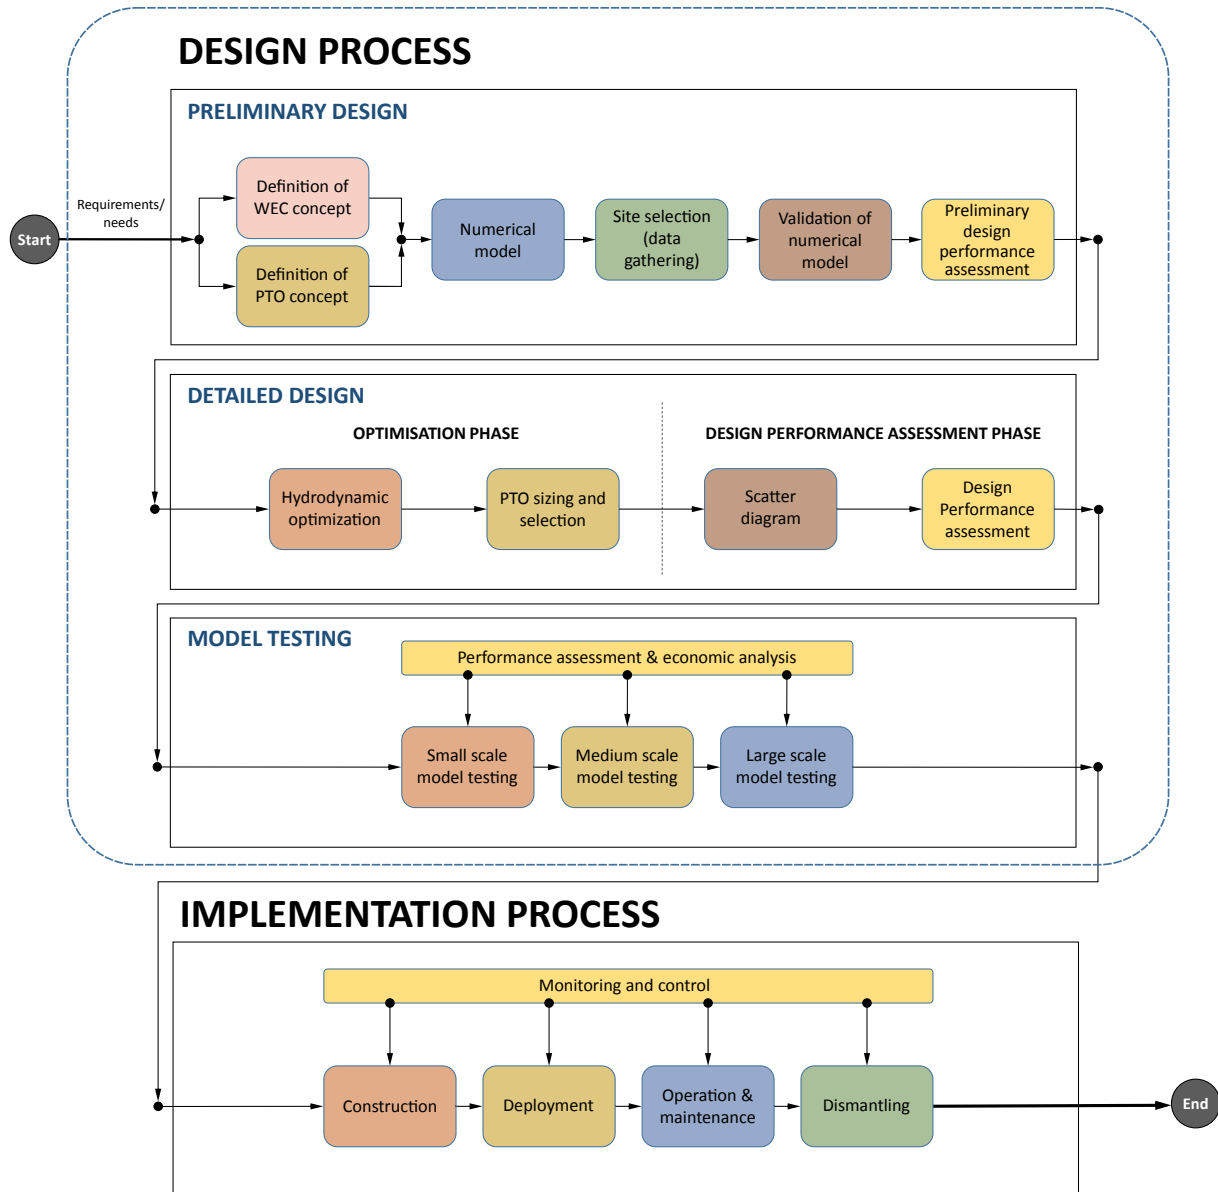 DESIGN PROCESS
PRELIMINARY DESIGN
Start
Requirements/
needs
Definition of
WEC concept
Definition of
PTO concept
Numerical
model
Site selection
(data
gathering)
Validation of
numerical
model
Preliminary
design
performance
assessment
DETAILED DESIGN
OPTIMISATION PHASE
DESIGN PERFORMANCE ASSESSMENT PHASE
Hydrodynamic
optimization
PTO sizing and
selection
Scatter
diagram
Design
Performance
assessment
MODEL TESTING
Performance assessment & economic analysis
Small scale
model testing
Medium scale
model testing
Large scale
model testing
IMPLEMENTATION PROCESS
Monitoring and control
Construction
Deployment
Operation &
maintenance
Dismantling
End